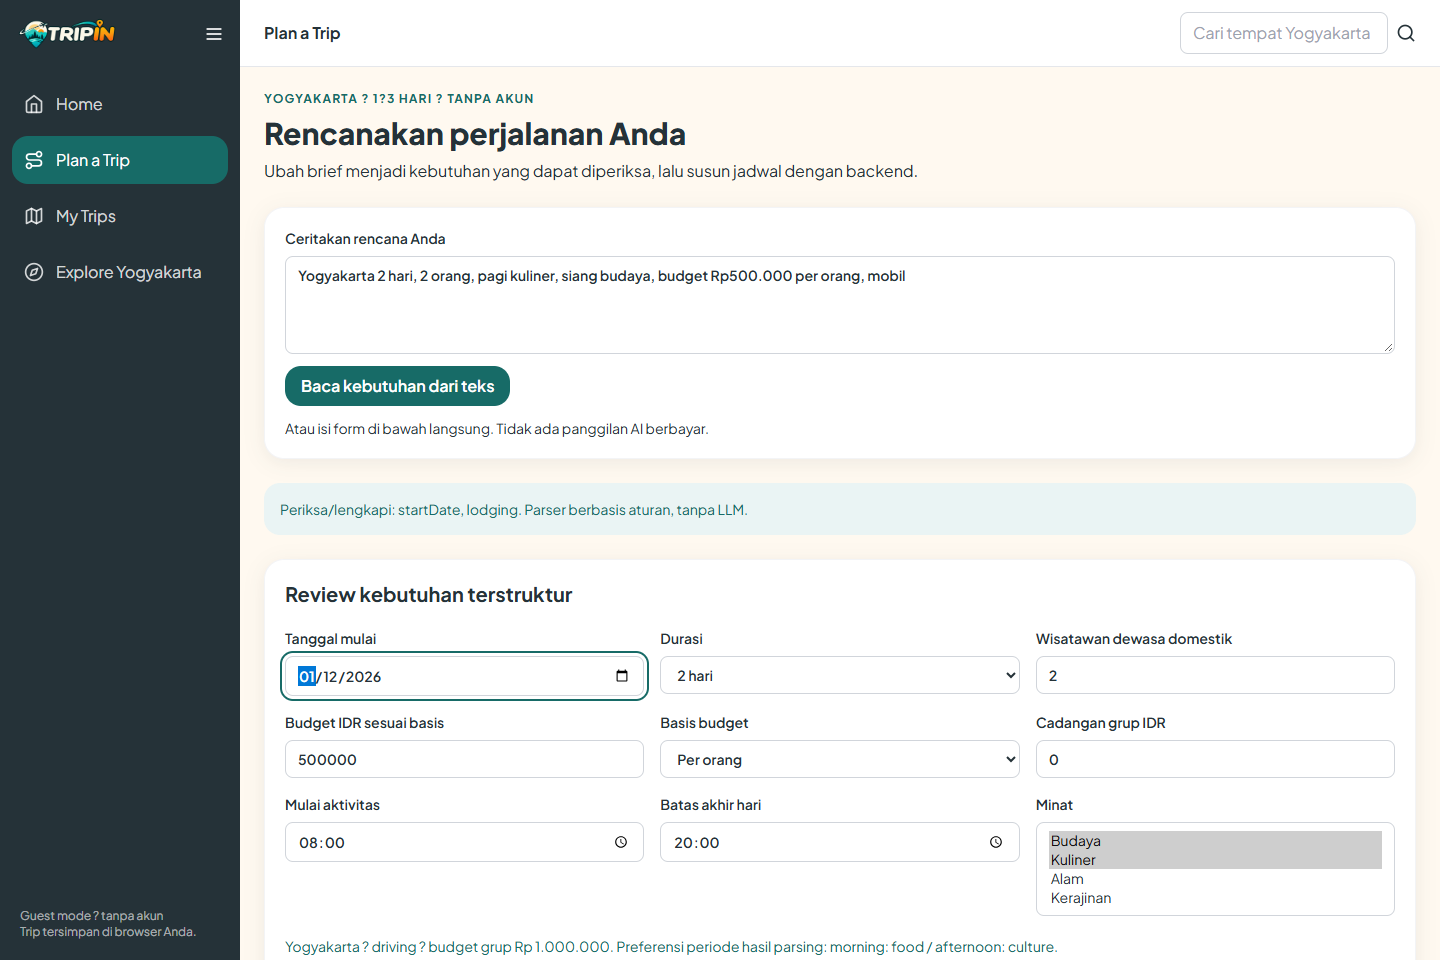 TRIPIN
Plan a Trip
Cari tempat Yogyakarta
Home
Plan a Trip
My Trips
Explore Yogyakarta
Guest mode ? tanpa akun
Trip tersimpan di browser Anda.
YOGYAKARTA ? 1?3 HARI ? TANPA AKUN
Rencanakan perjalanan Anda
Ubah brief menjadi kebutuhan yang dapat diperiksa, lalu susun jadwal dengan backend.
Ceritakan rencana Anda
Yogyakarta 2 hari, 2 orang, pagi kuliner, siang budaya, budget Rp500.000 per orang, mobil
Baca kebutuhan dari teks
Atau isi form di bawah langsung. Tidak ada panggilan AI berbayar.
Periksa/lengkapi: startDate, lodging. Parser berbasis aturan, tanpa LLM.
Review kebutuhan terstruktur
Tanggal mulai
01/12/2026
Durasi
2 hari
Wisatawan dewasa domestik
2
Budget IDR sesuai basis
500000
Basis budget
Per orang
Cadangan grup IDR
0
Mulai aktivitas
08:00
Batas akhir hari
20:00
Minat
Budaya
Kuliner
Alam
Kerajinan
Yogyakarta ? driving ? budget grup Rp 1.000.000. Preferensi periode hasil parsing: morning: food / afternoon: culture.